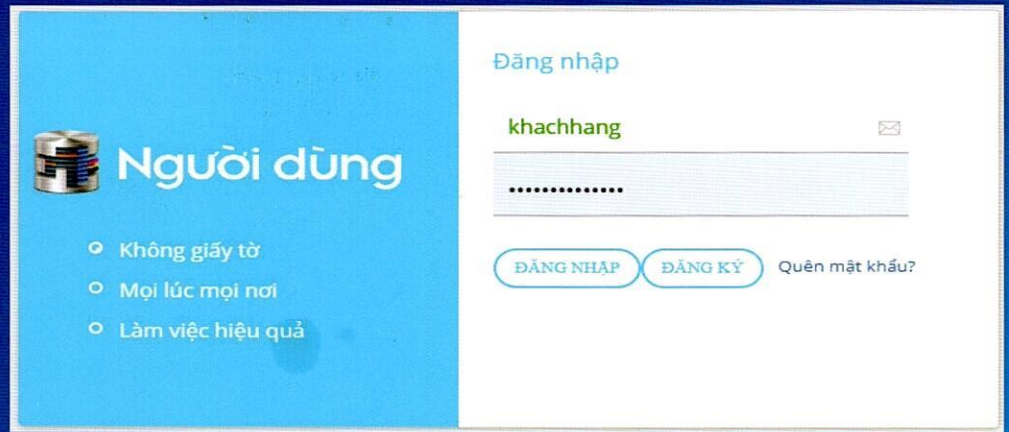 Người dùng
Không giấy tờ
Mọi lúc mọi nơi
Làm việc hiệu quả
Đăng nhập
khachhang
••••••••••••••
ĐĂNG NHẬP ĐĂNG KÝ Quên mật khẩu?